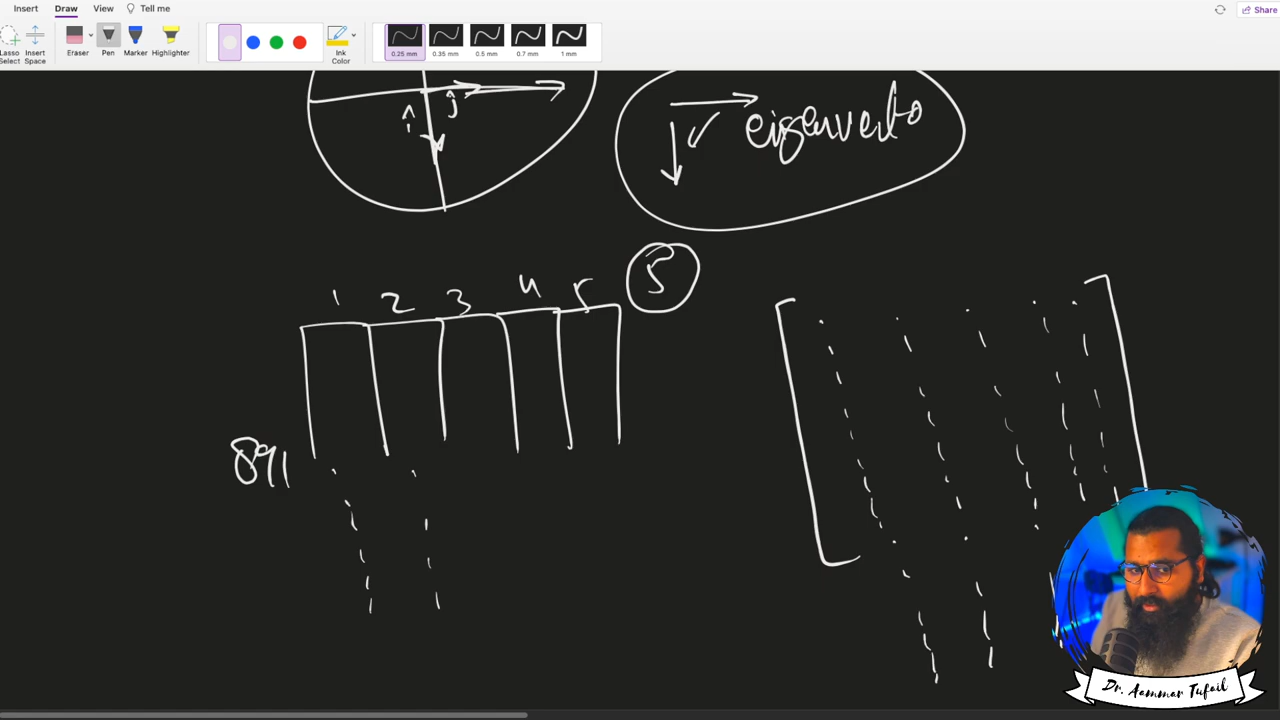 Insert Draw View Tell me
Share
Lasso Select
Insert Space
Eraser
Pen
Marker
Highlighter
Ink Color
0.25 mm
0.35 mm
0.5 mm
0.7 mm
1 mm
î ĵ
eigenvecto
1 2 3 4 5 5
891
Dr. Aammar Tufail